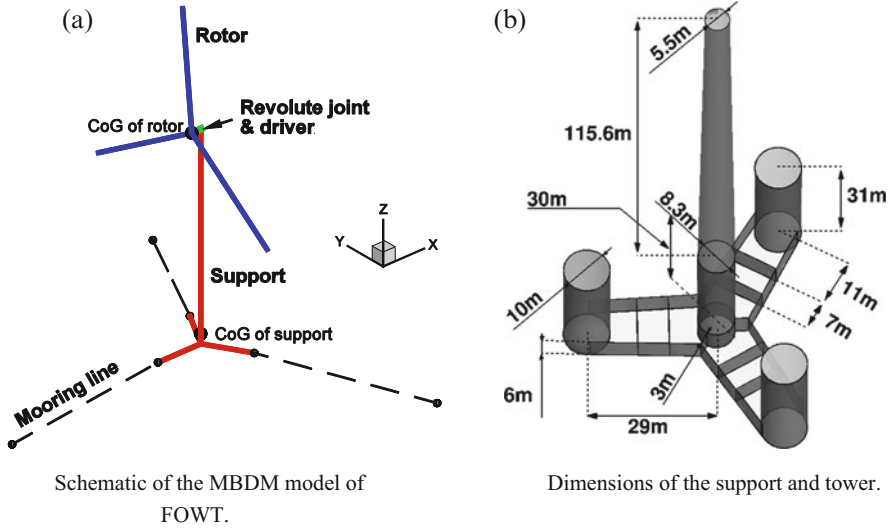 (a)
Rotor
CoG of rotor
Revolute joint
& driver
Z
Y
X
Support
CoG of support
Mooring line
Schematic of the MBDM model of
FOWT.
(b)
5.5m
115.6m
30m
8.3m
31m
10m
11m
7m
6m
3m
29m
Dimensions of the support and tower.